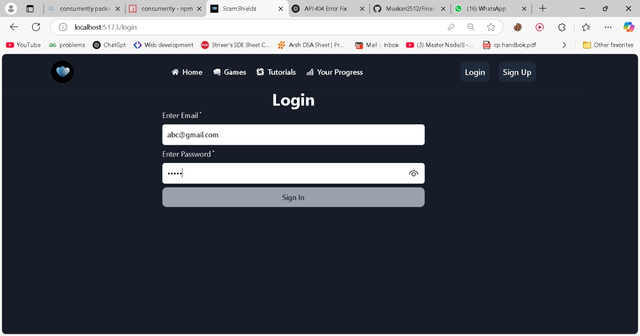 concurrently packa
concurrently - npm
ScamShields
API 404 Error Fix
Muskan2512/Finan
(16) WhatsApp
localhost:5173/login
YouTube
problems
ChatGpt
Web development
Striver's SDE Sheet C...
Arsh DSA Sheet | Pr...
Mail :: Inbox
(3) Master NodeJS -...
cp handbok.pdf
Other favorites
Home
Games
Tutorials
Your Progress
Login
Sign Up
Login
Enter Email *
abc@gmail.com
Enter Password *
•••••
Sign In